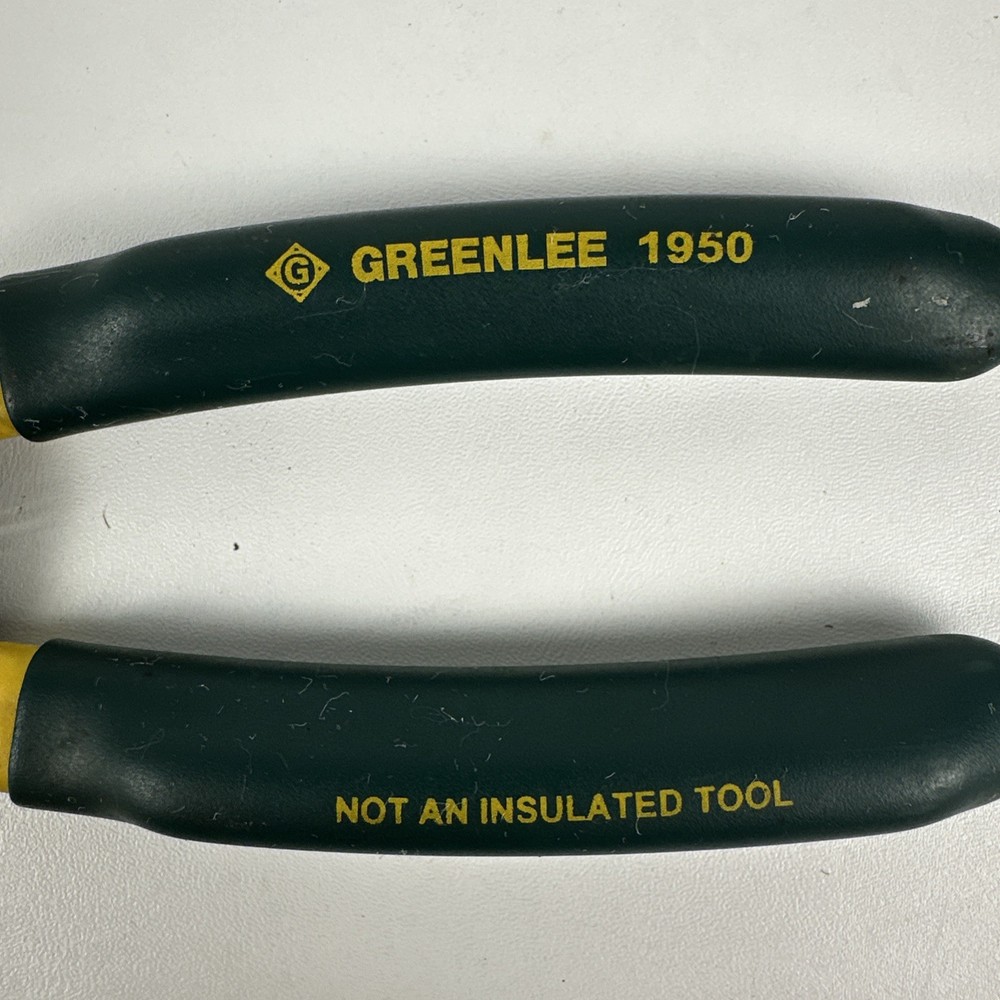 G GREENLEE 1950
NOT AN INSULATED TOOL